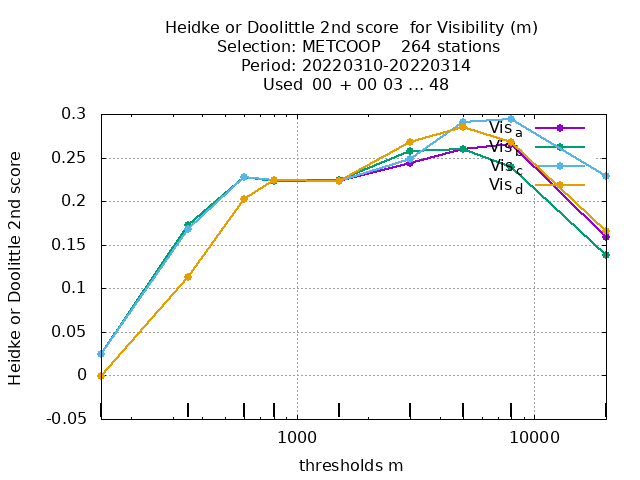 Heidke or Doolittle 2nd score for Visibility (m)
Selection: METCOOP 264 stations
Period: 20220310-20220314
Used 00 + 00 03 ... 48
Heidke or Doolittle 2nd score
0.3
0.25
0.2
0.15
0.1
0.05
0
-0.05
Vis a
Vis b
Vis c
Vis d
1000
10000
thresholds m